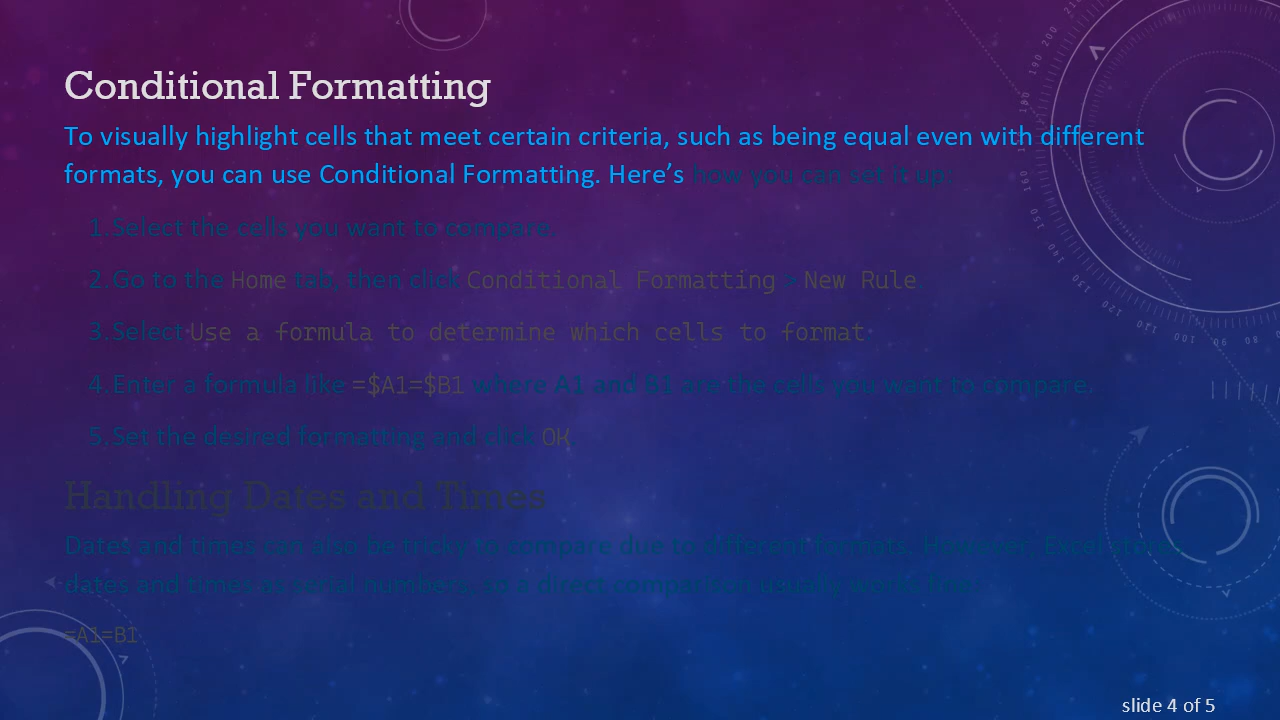 Conditional Formatting
To visually highlight cells that meet certain criteria, such as being equal even with different
formats, you can use Conditional Formatting. Here’s how you can set it up:
1.Select the cells you want to compare.
2.Go to the Home tab, then click Conditional Formatting > New Rule.
3.Select Use a formula to determine which cells to format.
4.Enter a formula like =$A1=$B1 where A1 and B1 are the cells you want to compare.
5.Set the desired formatting and click OK.
Handling Dates and Times
Dates and times can also be tricky to compare due to different formats. However, Excel stores
dates and times as serial numbers, so a direct comparison usually works fine:
=A1=B1
slide 4 of 5